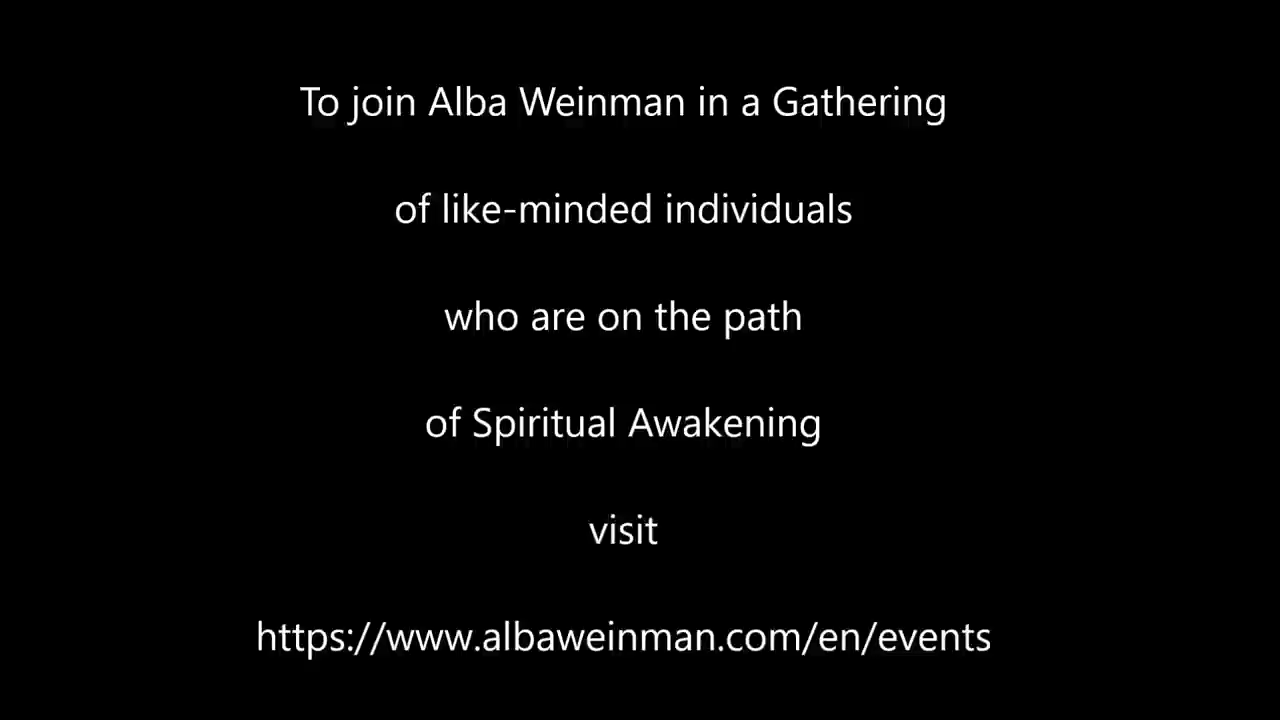 To join Alba Weinman in a Gathering
of like-minded individuals
who are on the path
of Spiritual Awakening
visit
https://www.albaweinman.com/en/events